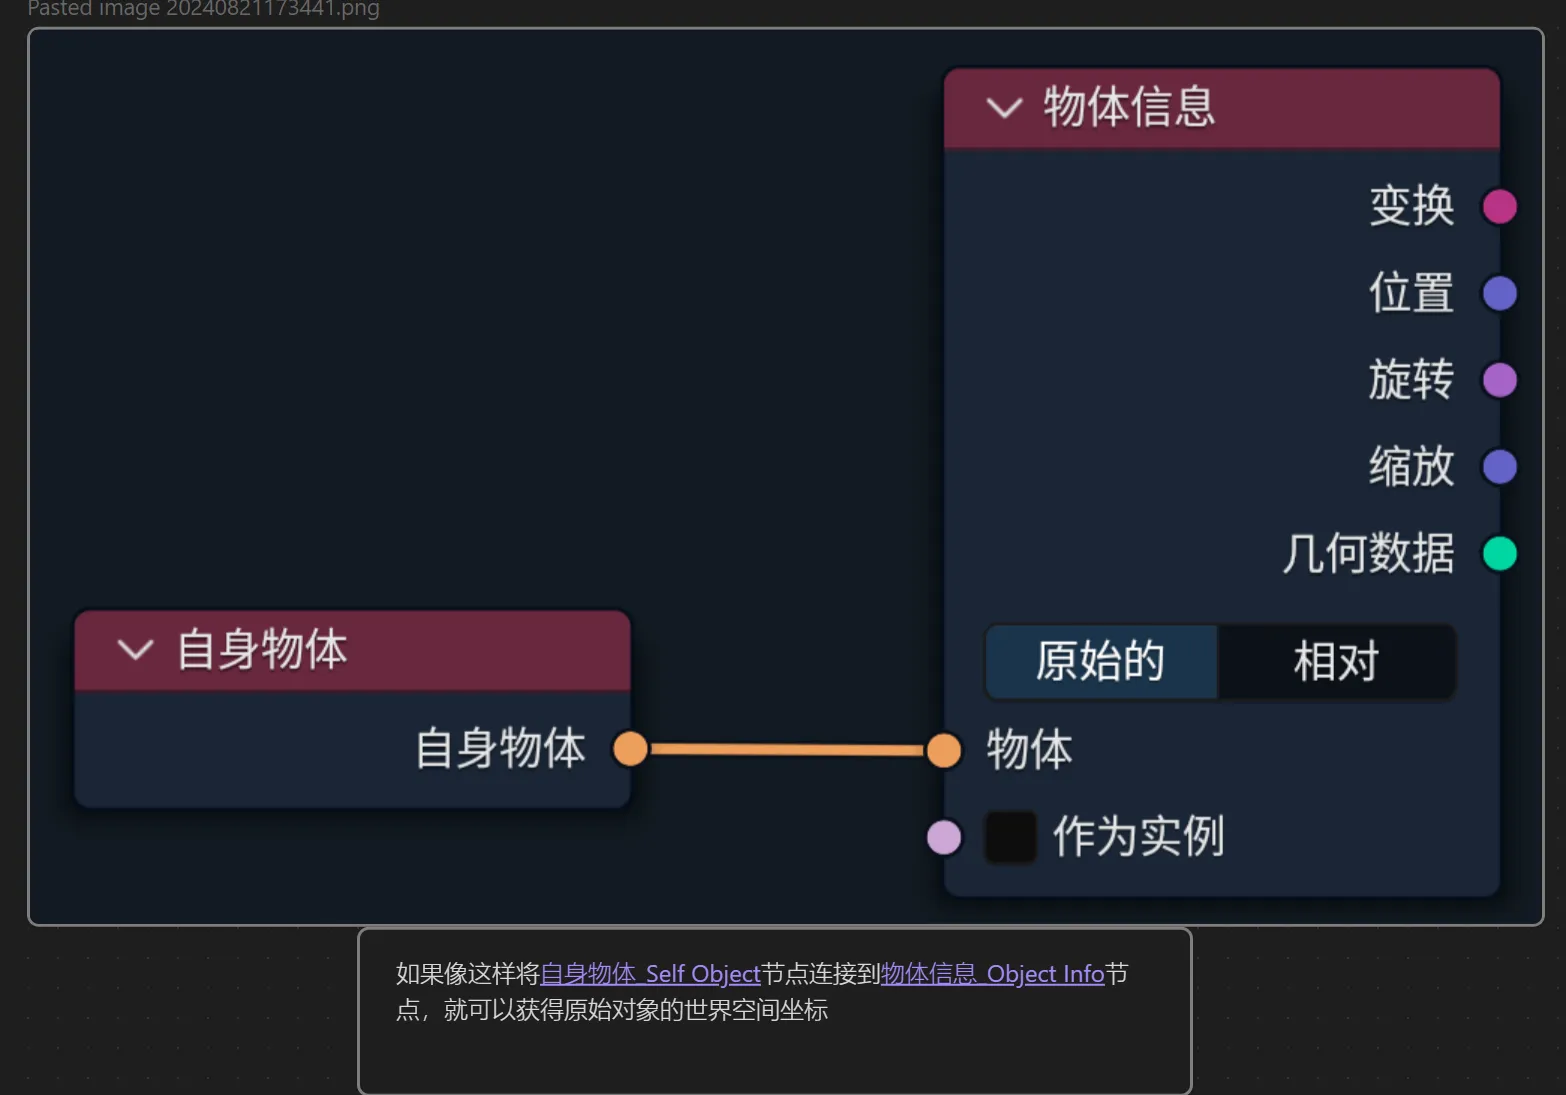 Pasted image 20240821173441.png
物体信息
变换
位置
旋转
缩放
几何数据
原始的 相对
物体
作为实例
自身物体
自身物体
如果像这样将自身物体_Self Object节点连接到物体信息_Object Info节
点，就可以获得原始对象的世界空间坐标